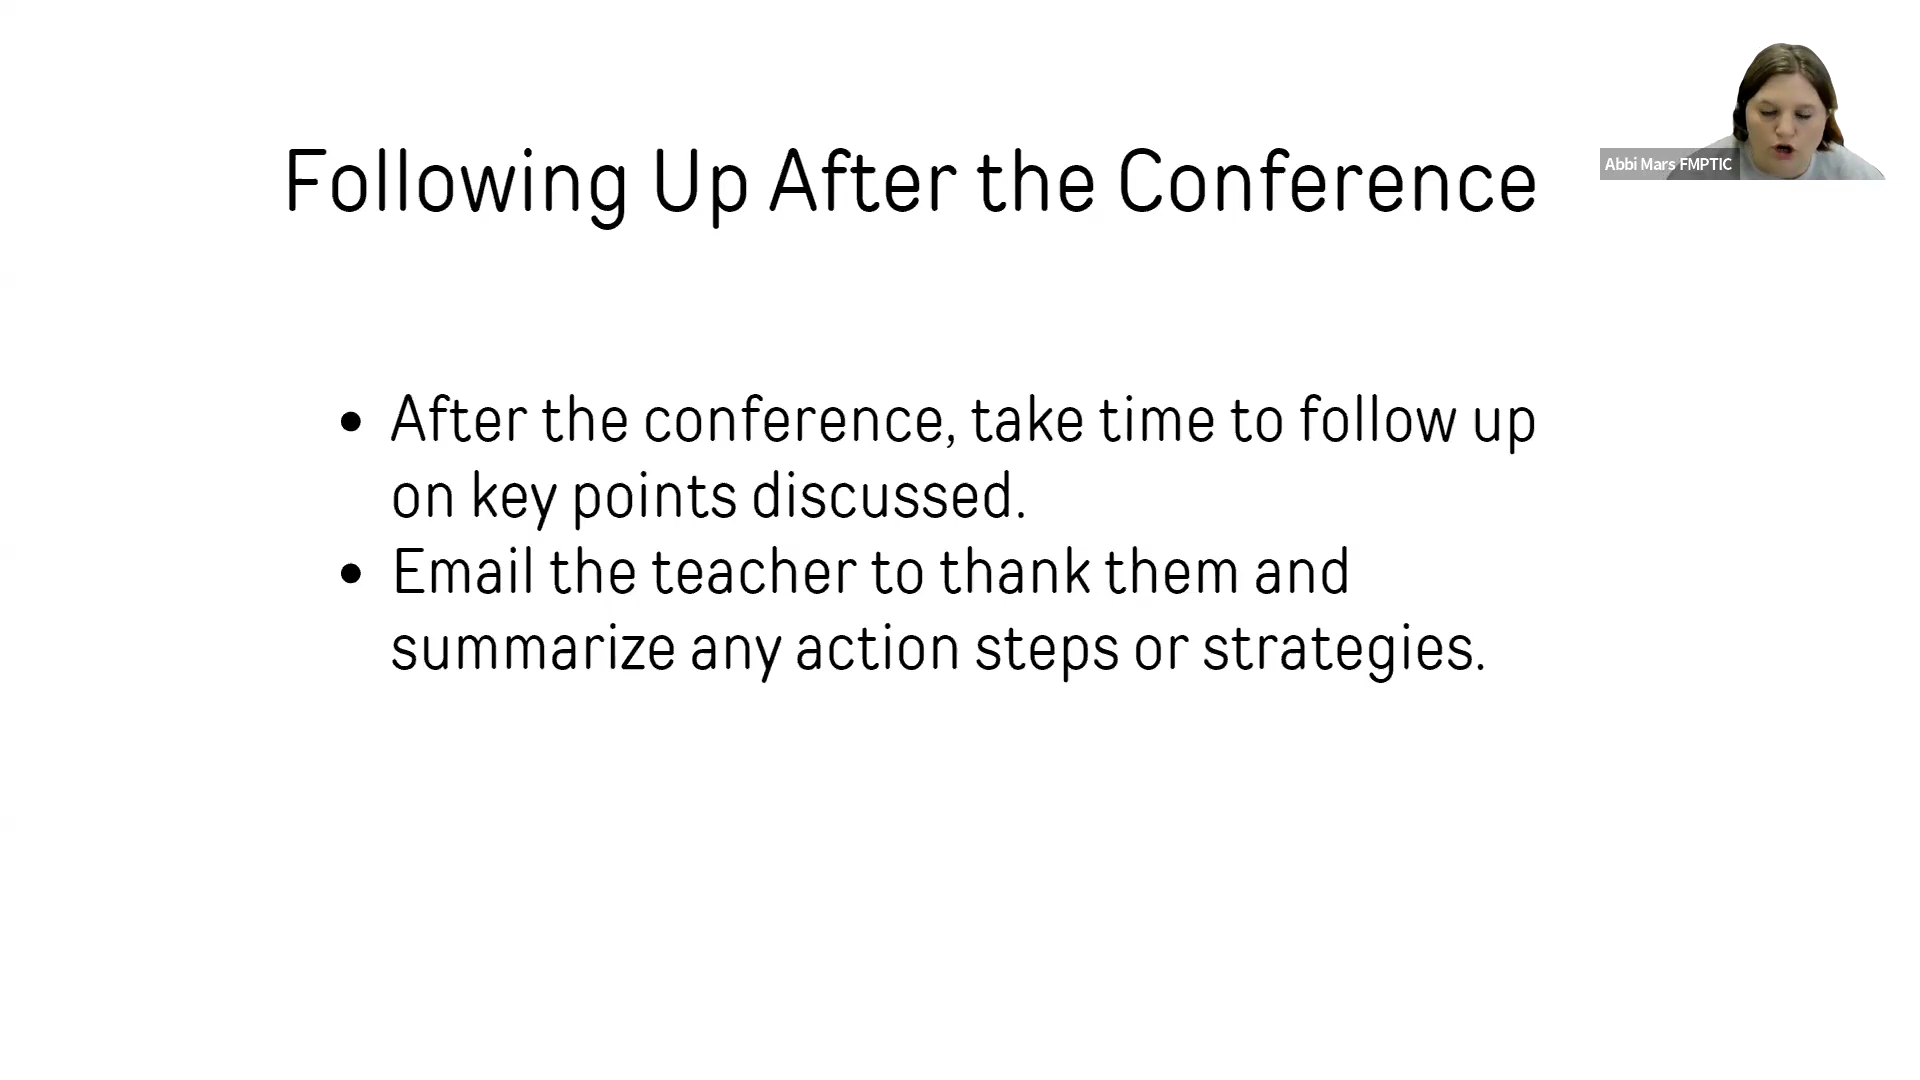 Following Up After the Conference
Abbi Mars FMPTIC
• After the conference, take time to follow up
on key points discussed.
• Email the teacher to thank them and
summarize any action steps or strategies.